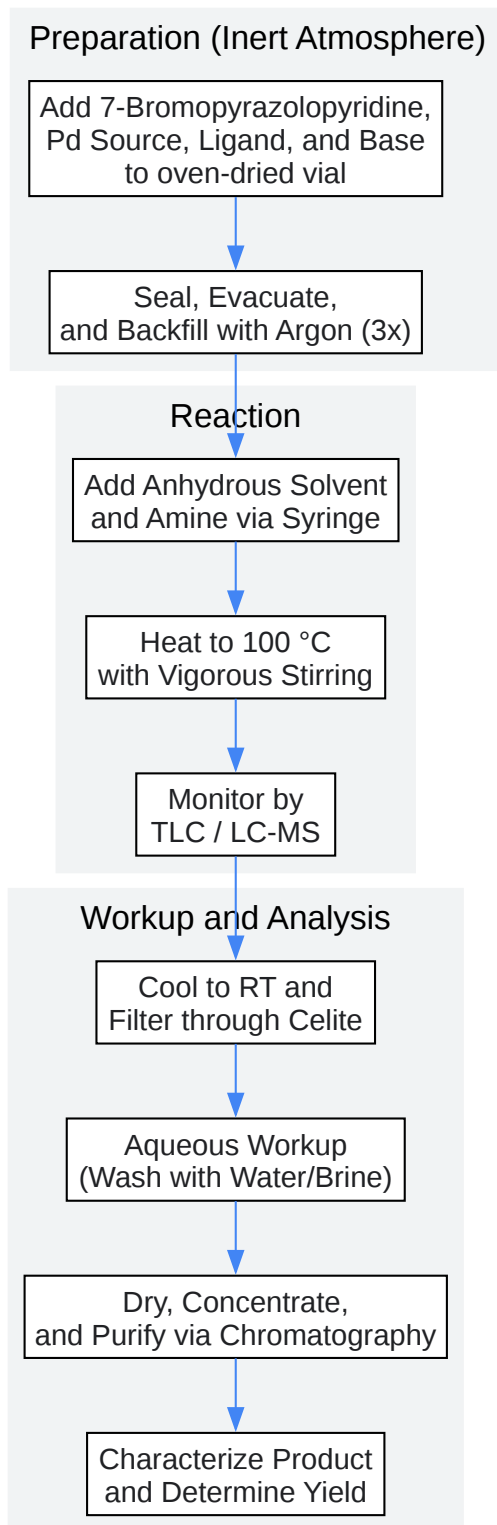 Preparation (Inert Atmosphere)
Add 7-Bromopyrazolopyridine,
Pd Source, Ligand, and Base
to oven-dried vial
Seal, Evacuate,
and Backfill with Argon (3x)
Reaction
Add Anhydrous Solvent
and Amine via Syringe
Heat to 100 °C
with Vigorous Stirring
Monitor by
TLC / LC-MS
Workup and Analysis
Cool to RT and
Filter through Celite
Aqueous Workup
(Wash with Water/Brine)
Dry, Concentrate,
and Purify via Chromatography
Characterize Product
and Determine Yield